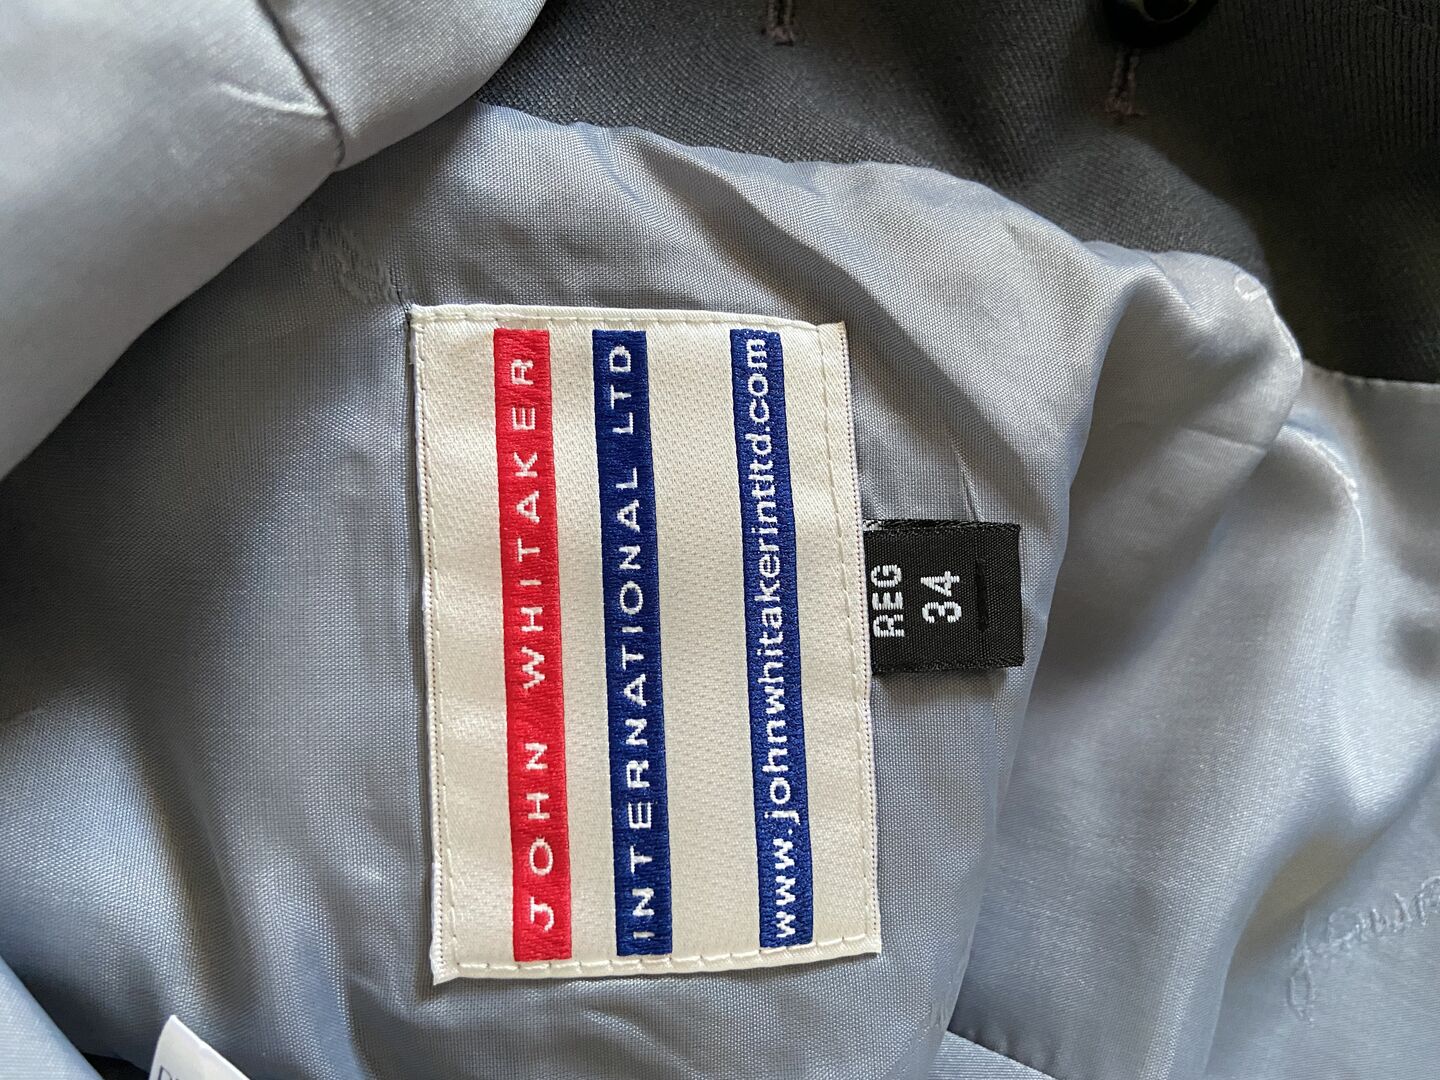 JOHN WHITAKER
INTERNATIONAL LTD
www.johnwhitakerintltd.com
REG
34